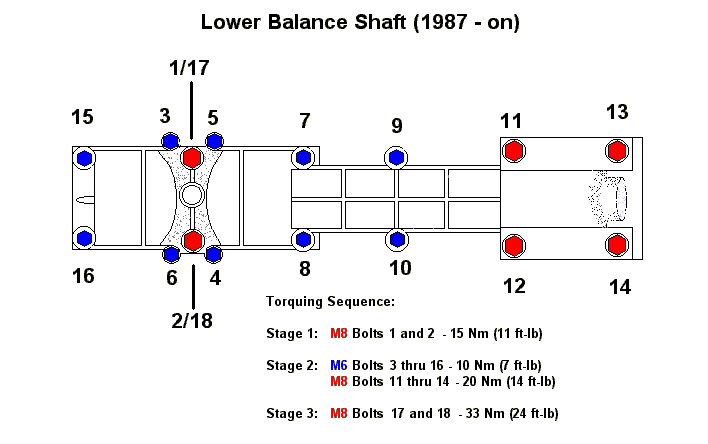 Lower Balance Shaft (1987 - on)
1/17
15
3
5
7
9
11
13
16
6
4
8
10
12
14
2/18
Torquing Sequence:
Stage 1: M8 Bolts 1 and 2 - 15 Nm (11 ft-lb)
Stage 2: M6 Bolts 3 thru 16 - 10 Nm (7 ft-lb)
M8 Bolts 11 thru 14 - 20 Nm (14 ft-lb)
Stage 3: M8 Bolts 17 and 18 - 33 Nm (24 ft-lb)